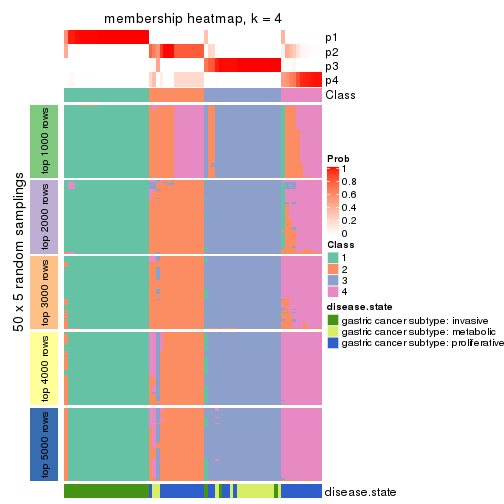 membership heatmap, k = 4
p1
p2
p3
p4
Class
50 x 5 random samplings
top 1000 rows
top 2000 rows
top 3000 rows
top 4000 rows
top 5000 rows
Prob
1
0.8
0.6
0.4
0.2
0
Class
1
2
3
4
disease.state
gastric cancer subtype: invasive
gastric cancer subtype: metabolic
gastric cancer subtype: proliferative
disease.state